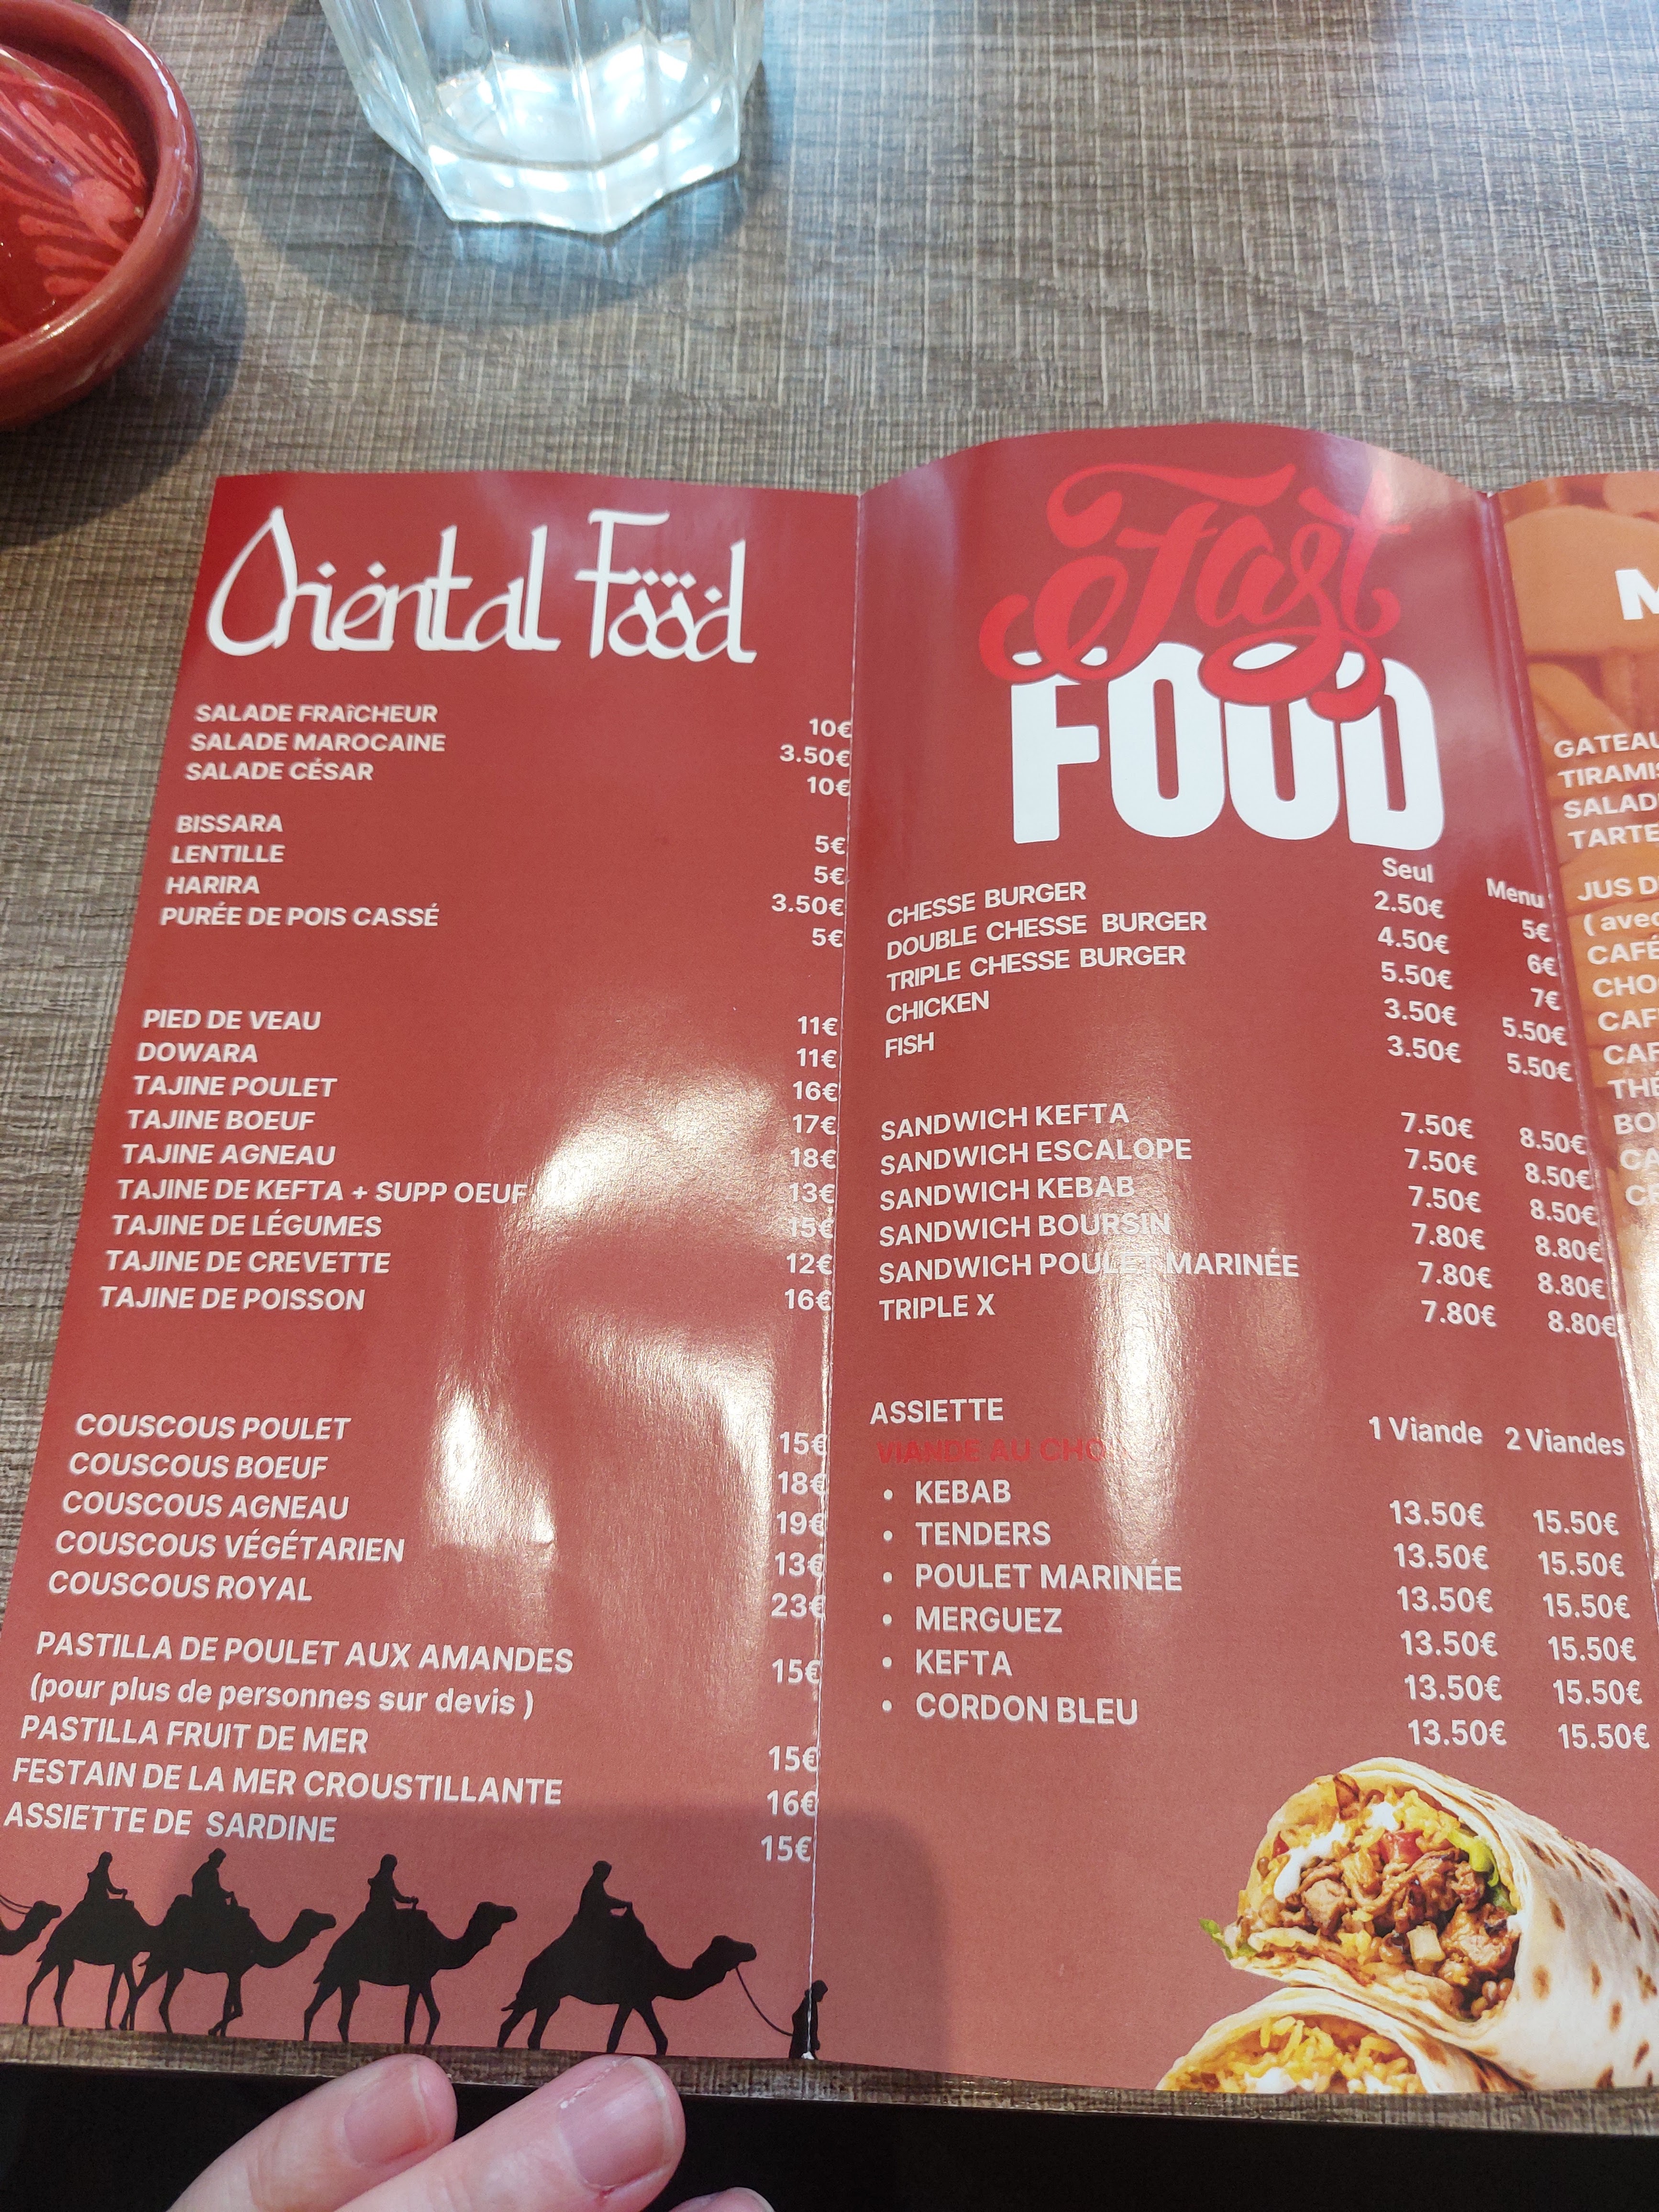 Oriental Food
SALADE FRAîCHEUR 10€
SALADE MAROCAINE 3.50€
SALADE CÉSAR 10€
BISSARA 5€
LENTILLE 5€
HARIRA 3.50€
PURÉE DE POIS CASSÉ 5€
PIED DE VEAU 11€
DOWARA 11€
TAJINE POULET 16€
TAJINE BOEUF 17€
TAJINE AGNEAU 18€
TAJINE DE KEFTA + SUPP OEUF 13€
TAJINE DE LÉGUMES 15€
TAJINE DE CREVETTE 12€
TAJINE DE POISSON 16€
COUSCOUS POULET 15€
COUSCOUS BOEUF 18€
COUSCOUS AGNEAU 19€
COUSCOUS VÉGÉTARIEN 13€
COUSCOUS ROYAL 23€
PASTILLA DE POULET AUX AMANDES 15€
(pour plus de personnes sur devis )
PASTILLA FRUIT DE MER 15€
FESTAIN DE LA MER CROUSTILLANTE 16€
ASSIETTE DE SARDINE 15€
Fast
FOOD
Seul Menu
CHESSE BURGER 2.50€ 5€
DOUBLE CHESSE BURGER 4.50€ 6€
TRIPLE CHESSE BURGER 5.50€ 7€
CHICKEN 3.50€ 5.50€
FISH 3.50€ 5.50€
SANDWICH KEFTA 7.50€ 8.50€
SANDWICH ESCALOPE 7.50€ 8.50€
SANDWICH KEBAB 7.50€ 8.50€
SANDWICH BOURSIN 7.80€ 8.80€
SANDWICH POULET MARINÉE 7.80€ 8.80€
TRIPLE X 7.80€ 8.80€
ASSIETTE 1 Viande 2 Viandes
VIANDE AU
• KEBAB 13.50€ 15.50€
• TENDERS 13.50€ 15.50€
• POULET MARINÉE 13.50€ 15.50€
• MERGUEZ 13.50€ 15.50€
• KEFTA 13.50€ 15.50€
• CORDON BLEU 13.50€ 15.50€
GATEAU
TARTE
JUS
( avec
CAFÉ